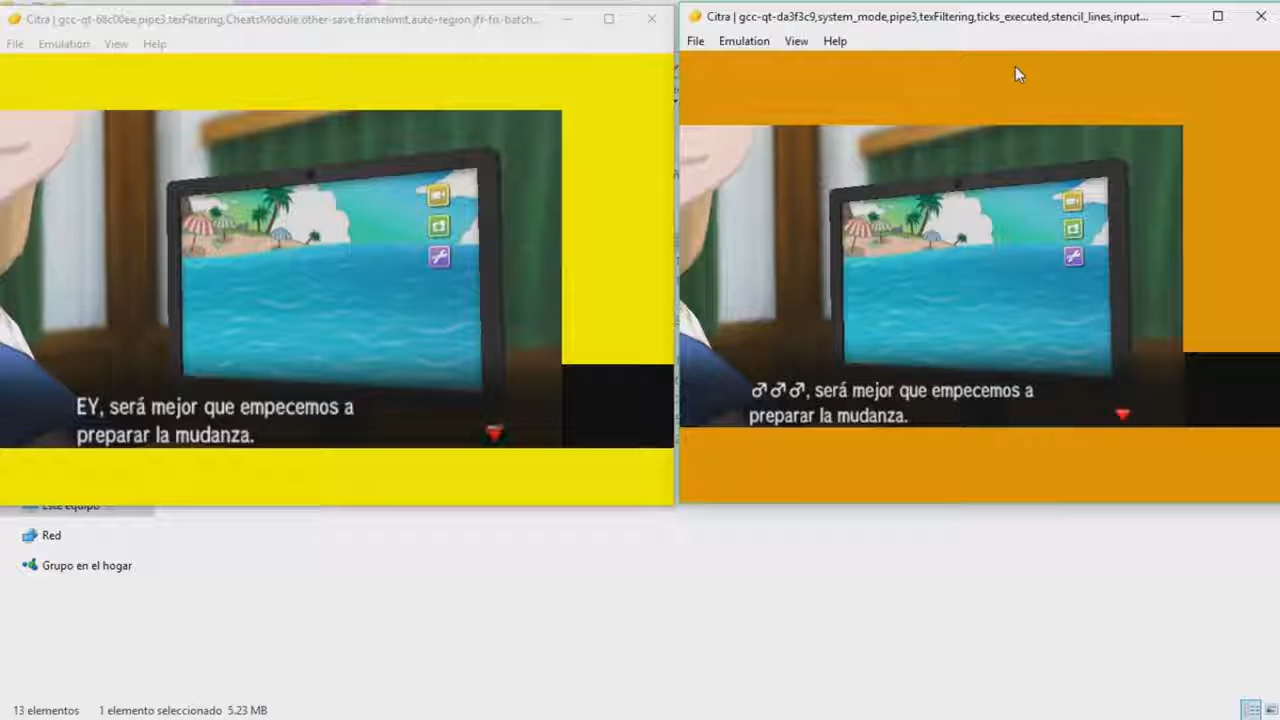 Citra | gcc-qt-68c00ee,pipe3,texFiltering,CheatsModule,other-save,framelimit,auto-region,jfr-fri-batch...
File Emulation View Help
EY, será mejor que empecemos a
preparar la mudanza.
Citra | gcc-qt-da3f3c9,system_mode,pipe3,texFiltering,ticks_executed,stencil_lines,input...
File Emulation View Help
♂♂♂, será mejor que empecemos a
preparar la mudanza.
Este equipo
Red
Grupo en el hogar
13 elementos 1 elemento seleccionado 5.23 MB